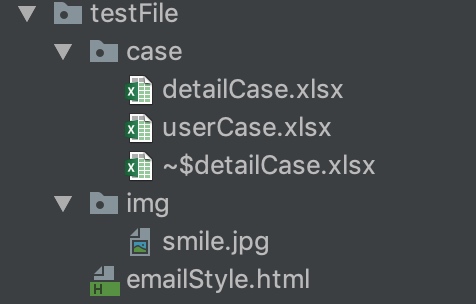 testFile
case
detailCase.xlsx
userCase.xlsx
~$detailCase.xlsx
img
smile.jpg
emailStyle.html